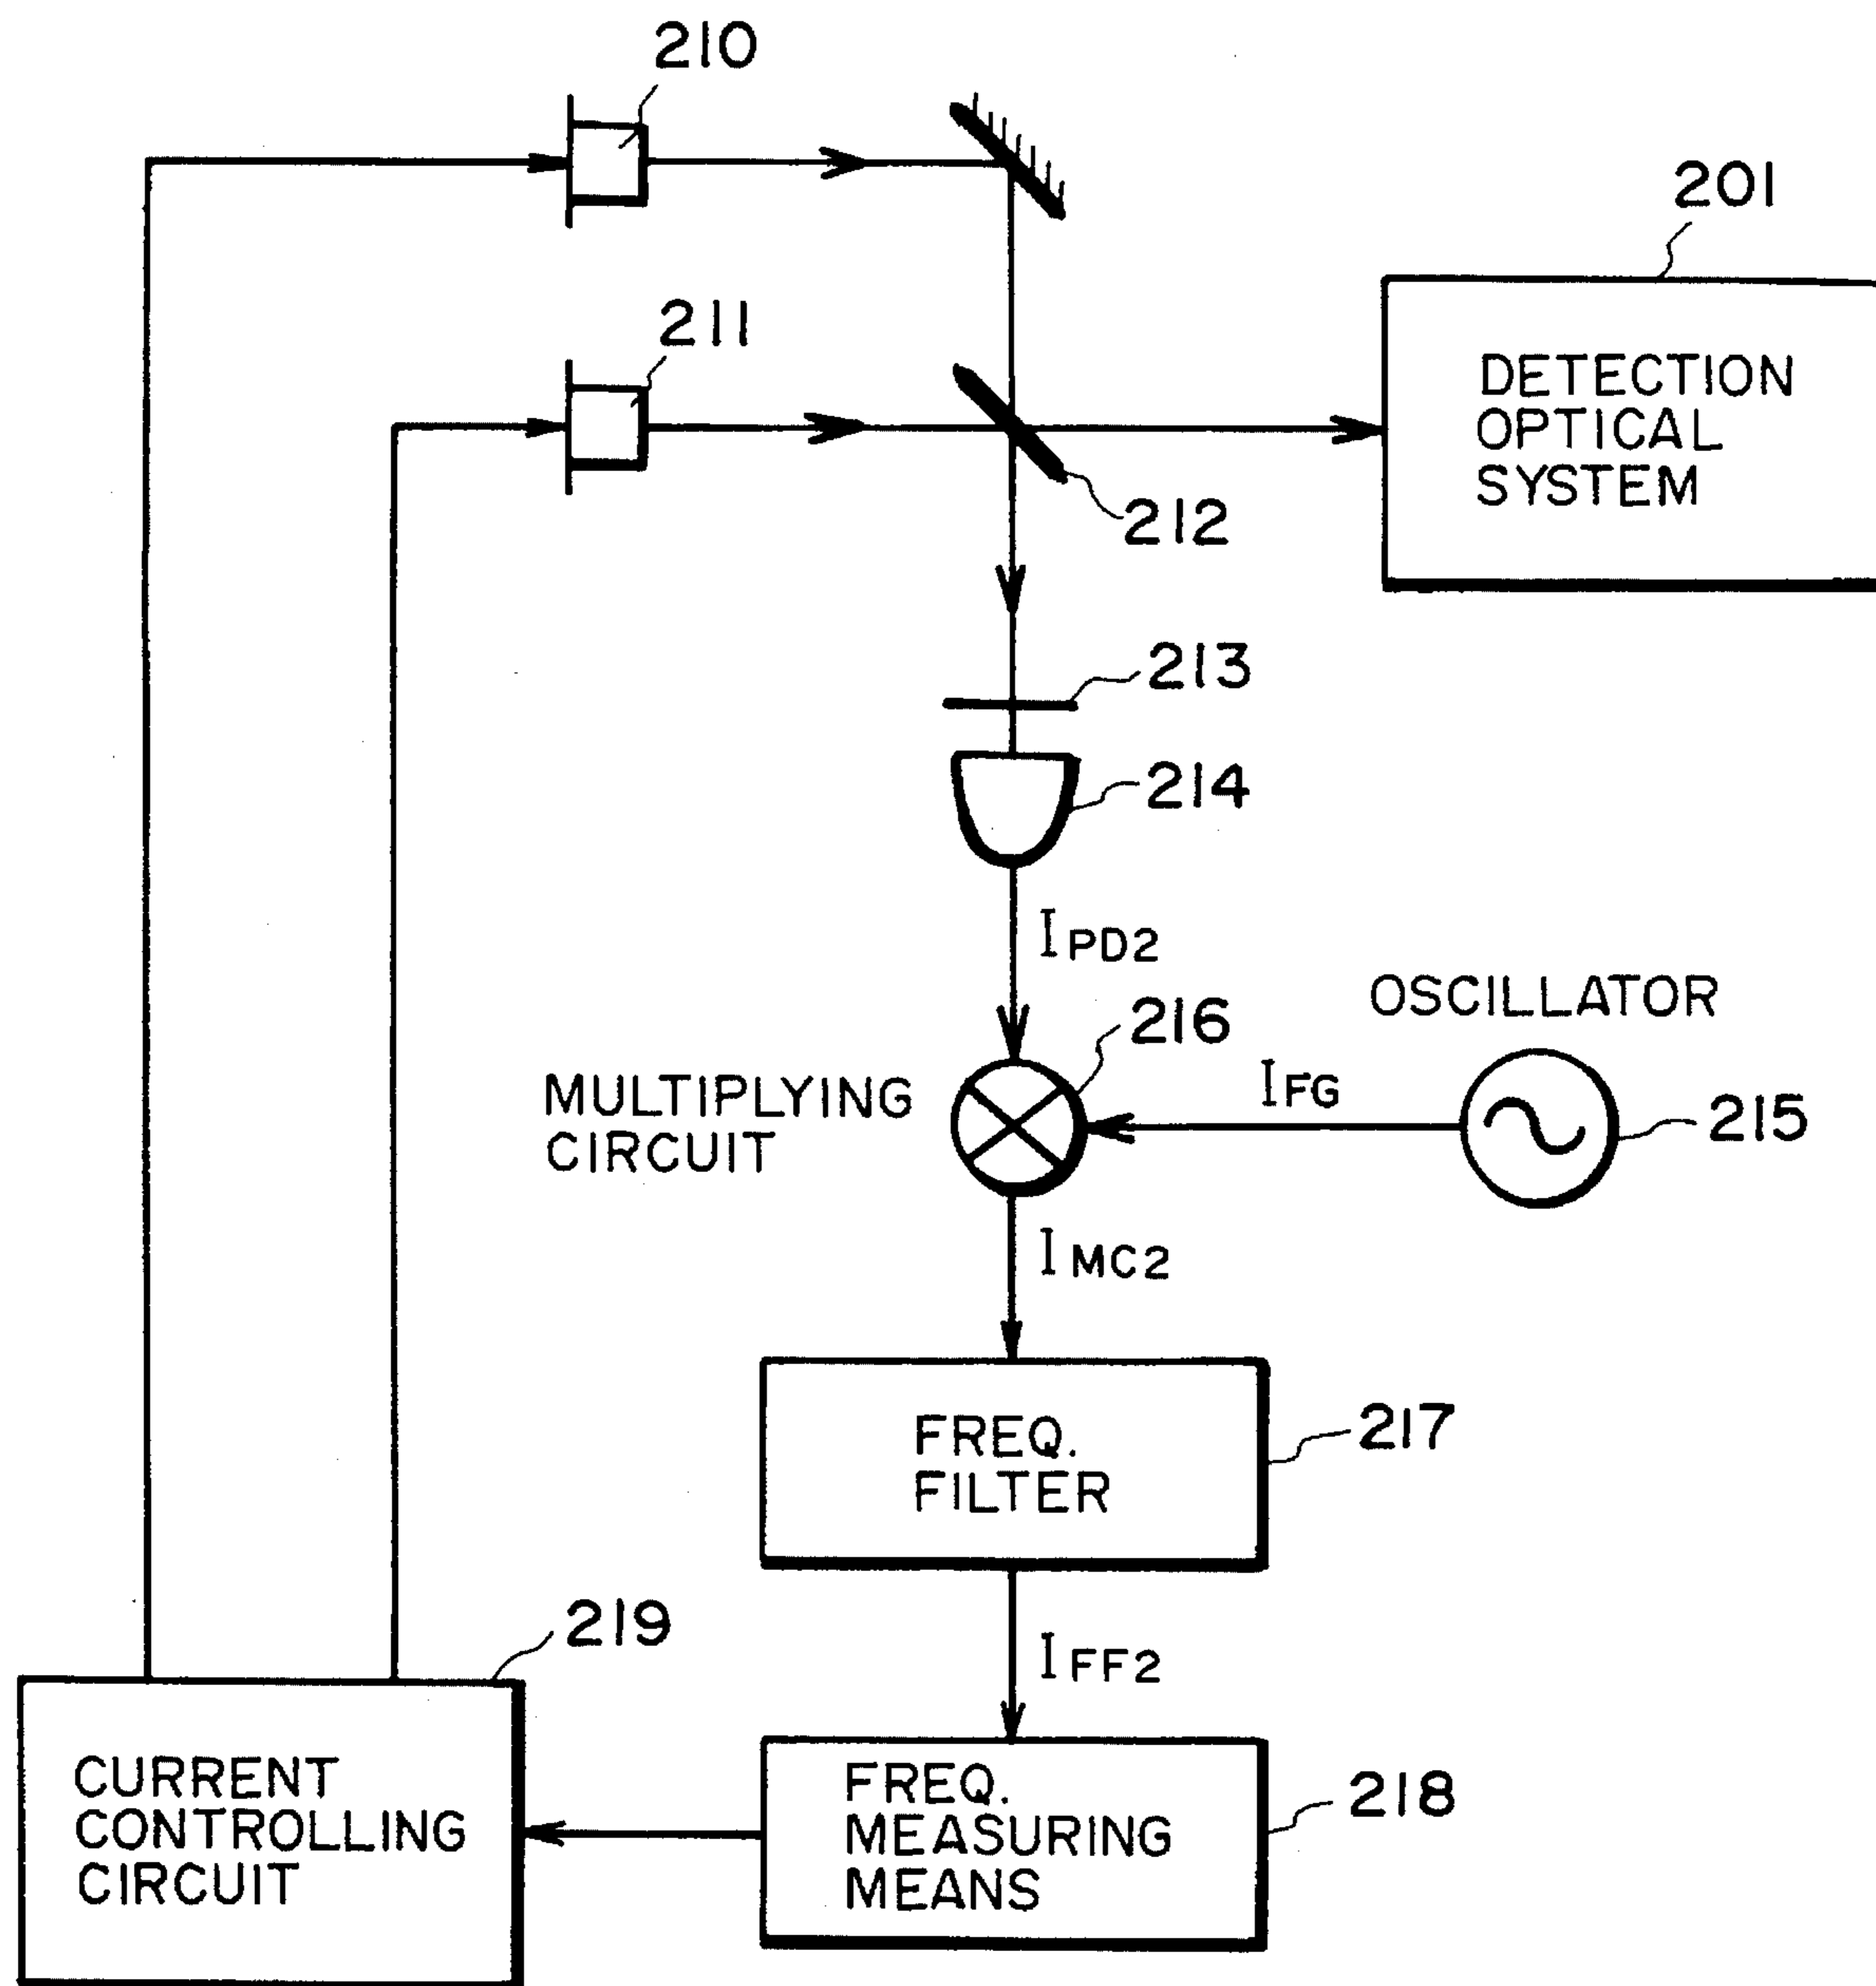 210
201
211
DETECTION
OPTICAL
SYSTEM
212
213
214
IPD2
OSCILLATOR
216
IFG
MULTIPLYING
CIRCUIT
215
IMC2
FREQ.
FILTER
217
219
IFF2
CURRENT
CONTROLLING
CIRCUIT
FREQ.
MEASURING
MEANS
218